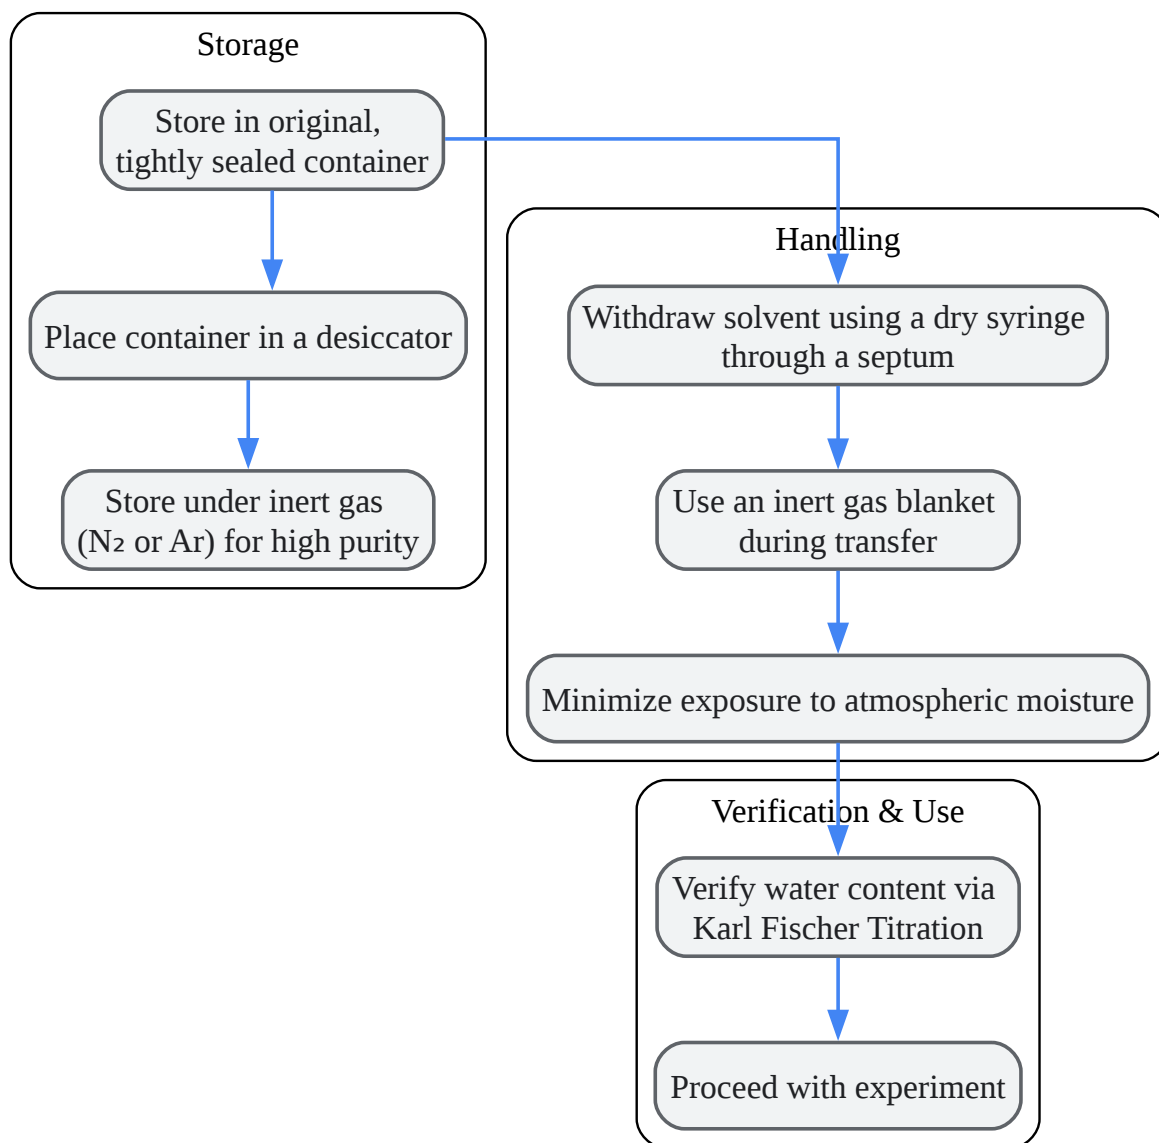 Storage
Store in original,
tightly sealed container
Place container in a desiccator
Store under inert gas
(N₂ or Ar) for high purity
Handling
Withdraw solvent using a dry syringe
through a septum
Use an inert gas blanket
during transfer
Minimize exposure to atmospheric moisture
Verification & Use
Verify water content via
Karl Fischer Titration
Proceed with experiment